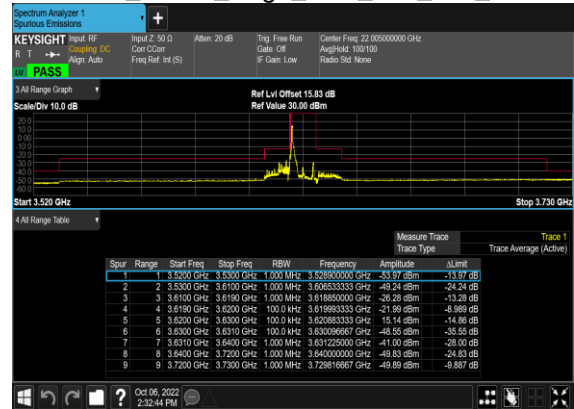 Spectrum Analyzer 1
Spurious Emissions
KEYSIGHT Input: RF Input Z: 50 Ω Atten: 20 dB Trig: Free Run Center Freq: 22.005000000 GHz
R T Coupling: DC Corr CCorr Gate: Off Avg|Hold: 100/100
Align: Auto Freq Ref: Int (S) IF Gain: Low Radio Std: None
PASS
3 All Range Graph
Ref Lvl Offset 15.83 dB
Scale/Div 10.0 dB Ref Value 30.00 dBm
20.0
10.0
0.00
-10.0
-20.0
-30.0
-40.0
-50.0
-60.0
Start 3.520 GHz Stop 3.730 GHz
4 All Range Table
Measure Trace Trace 1
Trace Type Trace Average (Active)
Spur Range Start Freq Stop Freq RBW Frequency Amplitude ΔLimit
1 1 3.5200 GHz 3.5300 GHz 1.000 MHz 3.528900000 GHz -53.97 dBm -13.97 dB
2 2 3.5300 GHz 3.6100 GHz 1.000 MHz 3.606533333 GHz -49.24 dBm -24.24 dB
3 3 3.6100 GHz 3.6190 GHz 1.000 MHz 3.618850000 GHz -26.28 dBm -13.28 dB
4 4 3.6190 GHz 3.6200 GHz 100.0 kHz 3.619993333 GHz -21.99 dBm -8.989 dB
5 5 3.6200 GHz 3.6300 GHz 100.0 kHz 3.620883333 GHz 15.14 dBm -14.86 dB
6 6 3.6300 GHz 3.6310 GHz 100.0 kHz 3.630096667 GHz -48.55 dBm -35.55 dB
7 7 3.6310 GHz 3.6400 GHz 1.000 MHz 3.631225000 GHz -41.00 dBm -28.00 dB
8 8 3.6400 GHz 3.7200 GHz 1.000 MHz 3.640000000 GHz -49.83 dBm -24.83 dB
9 9 3.7200 GHz 3.7300 GHz 1.000 MHz 3.729816667 GHz -49.89 dBm -9.887 dB
Oct 06, 2022
2:32:44 PM